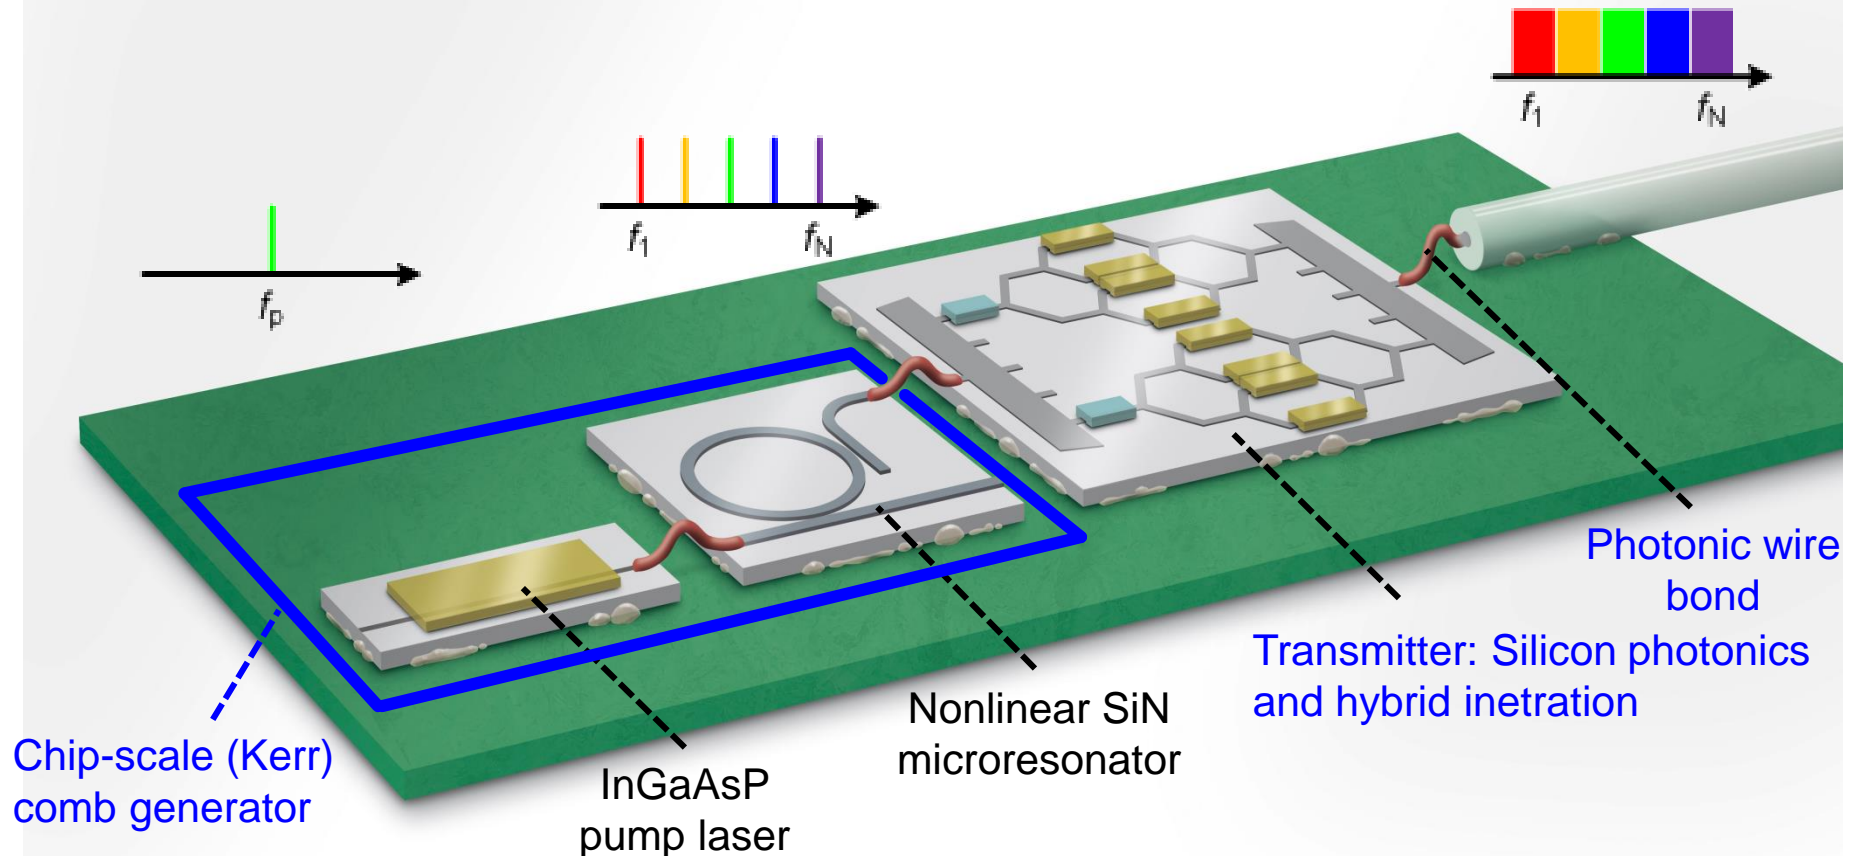 f1 fN
f1 fN
fp
Photonic wire
bond
Transmitter: Silicon photonics
and hybrid inetration
Nonlinear SiN
microresonator
Chip-scale (Kerr)
comb generator
InGaAsP
pump laser